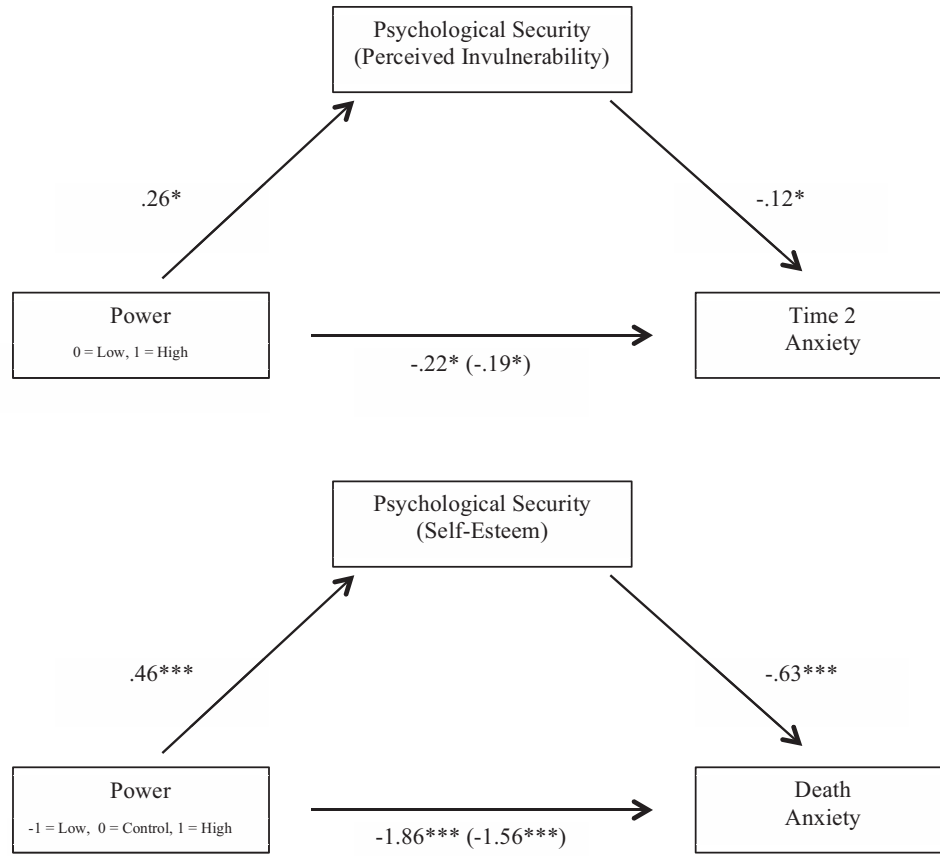 Psychological Security
(Perceived Invulnerability)
.26*
-.12*
Power
0 = Low, 1 = High
Time 2
Anxiety
-.22* (-.19*)
Psychological Security
(Self-Esteem)
.46***
-.63***
Power
-1 = Low, 0 = Control, 1 = High
Death
Anxiety
-1.86*** (-1.56***)